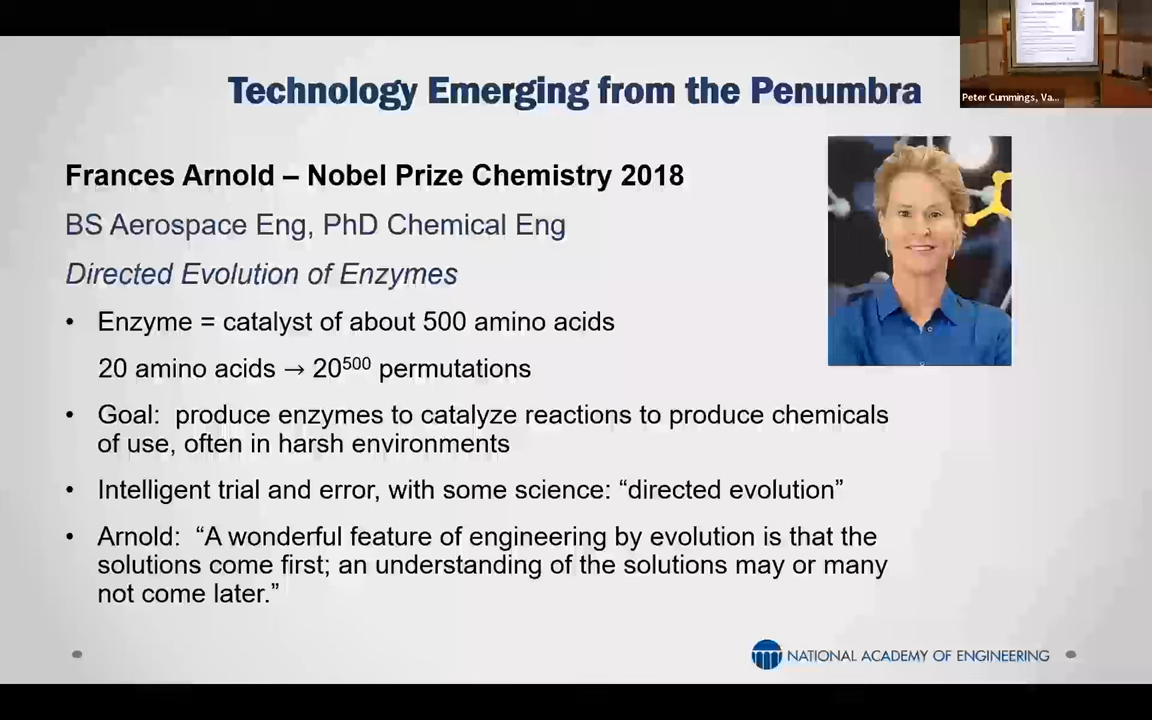 Technology Emerging from the Penumbra
Peter Cummings, Va...
Frances Arnold – Nobel Prize Chemistry 2018
BS Aerospace Eng, PhD Chemical Eng
Directed Evolution of Enzymes
• Enzyme = catalyst of about 500 amino acids
20 amino acids → 20⁵⁰⁰ permutations
• Goal: produce enzymes to catalyze reactions to produce chemicals
of use, often in harsh environments
• Intelligent trial and error, with some science: “directed evolution”
• Arnold: “A wonderful feature of engineering by evolution is that the
solutions come first; an understanding of the solutions may or many
not come later.”
NATIONAL ACADEMY OF ENGINEERING